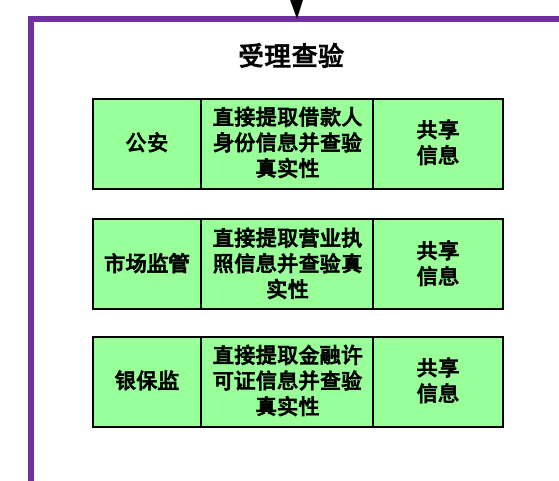 受理查验
公安
直接提取借款人
身份信息并查验
真实性
共享
信息
市场监管
直接提取营业执
照信息并查验真
实性
共享
信息
银保监
直接提取金融许
可证信息并查验
真实性
共享
信息